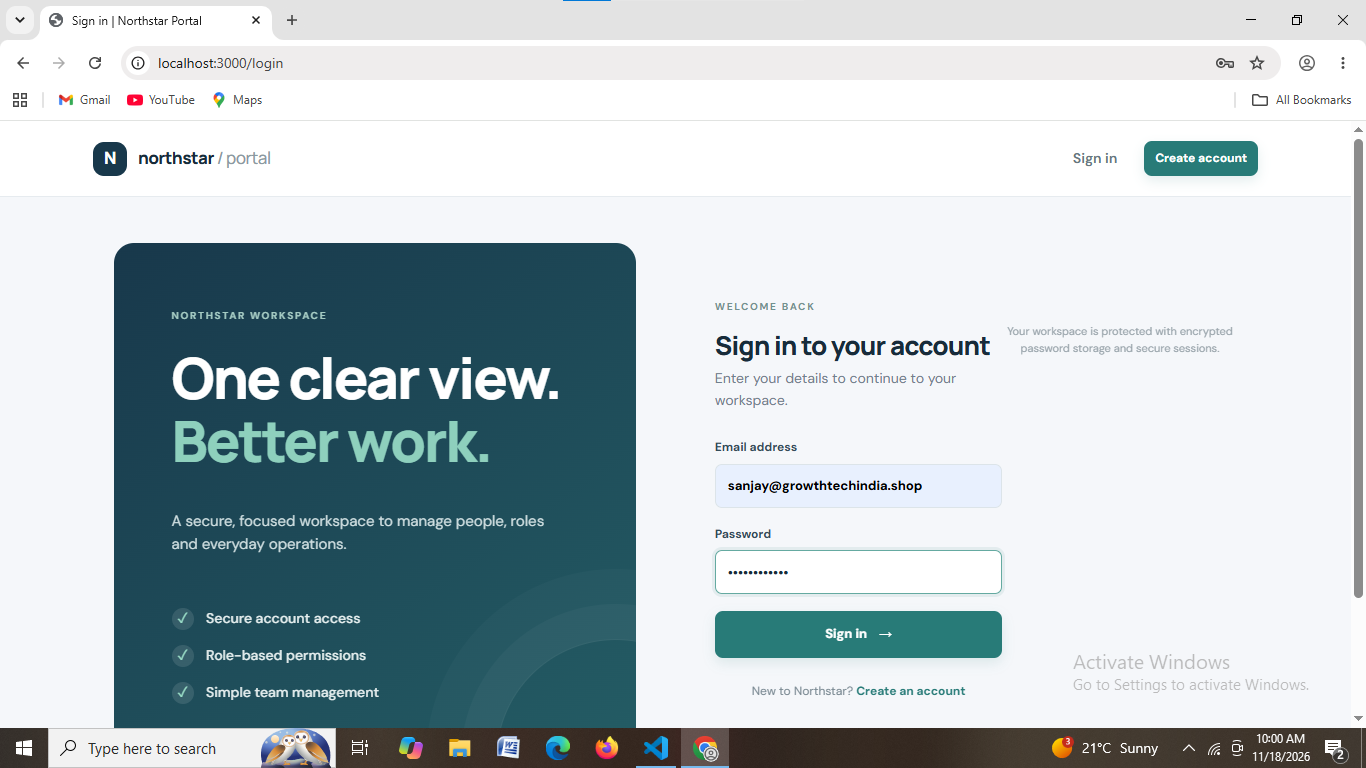 Sign in | Northstar Portal
localhost:3000/login
Gmail YouTube Maps All Bookmarks
N northstar / portal Sign in Create account
NORTHSTAR WORKSPACE
One clear view.
Better work.
A secure, focused workspace to manage people, roles
and everyday operations.
✓ Secure account access
✓ Role-based permissions
✓ Simple team management
WELCOME BACK
Sign in to your account
Enter your details to continue to your
workspace.
Your workspace is protected with encrypted
password storage and secure sessions.
Email address
sanjay@growthtechindia.shop
Password
••••••••••••
Sign in →
New to Northstar? Create an account
Activate Windows
Go to Settings to activate Windows.
Type here to search
3
21°C Sunny
10:00 AM
11/18/2026
2